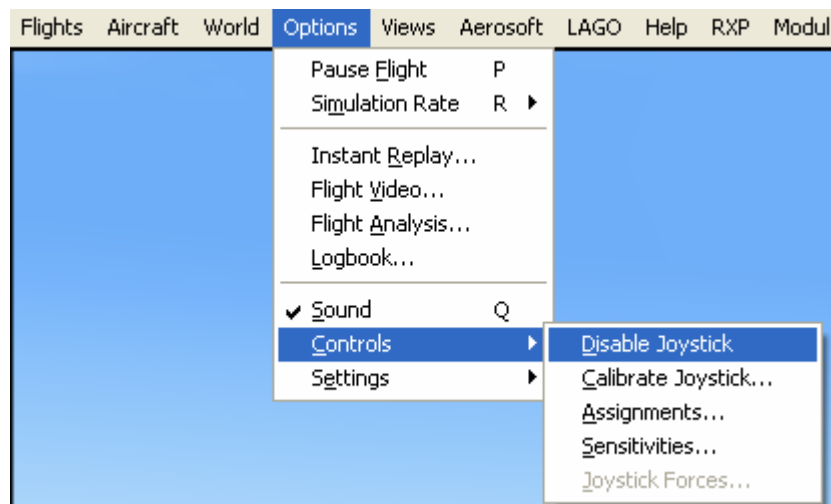 Flights Aircraft World Options Views Aerosoft LAGO Help RXP Modul
Pause Flight P
Simulation Rate R
Instant Replay...
Flight Video...
Flight Analysis...
Logbook...
Sound Q
Controls
Settings
Disable Joystick
Calibrate Joystick...
Assignments...
Sensitivities...
Joystick Forces...